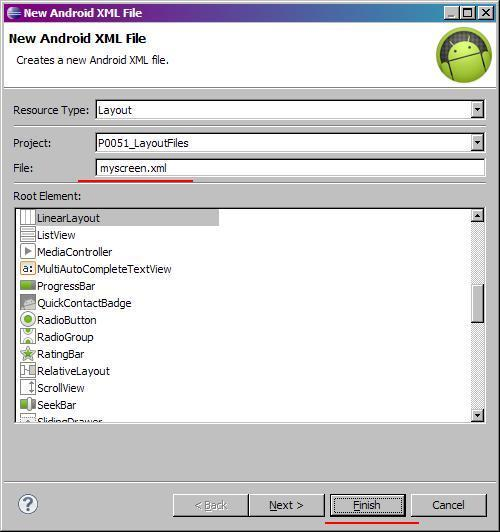 New Android XML File
New Android XML File
Creates a new Android XML file.
Resource Type: Layout
Project: P0051_LayoutFiles
File: myscreen.xml
Root Element:
LinearLayout
ListView
MediaController
a: MultiAutoCompleteTextView
ProgressBar
QuickContactBadge
RadioButton
RadioGroup
RatingBar
RelativeLayout
ScrollView
SeekBar
SlidingDrawer
? < Back Next > Finish Cancel